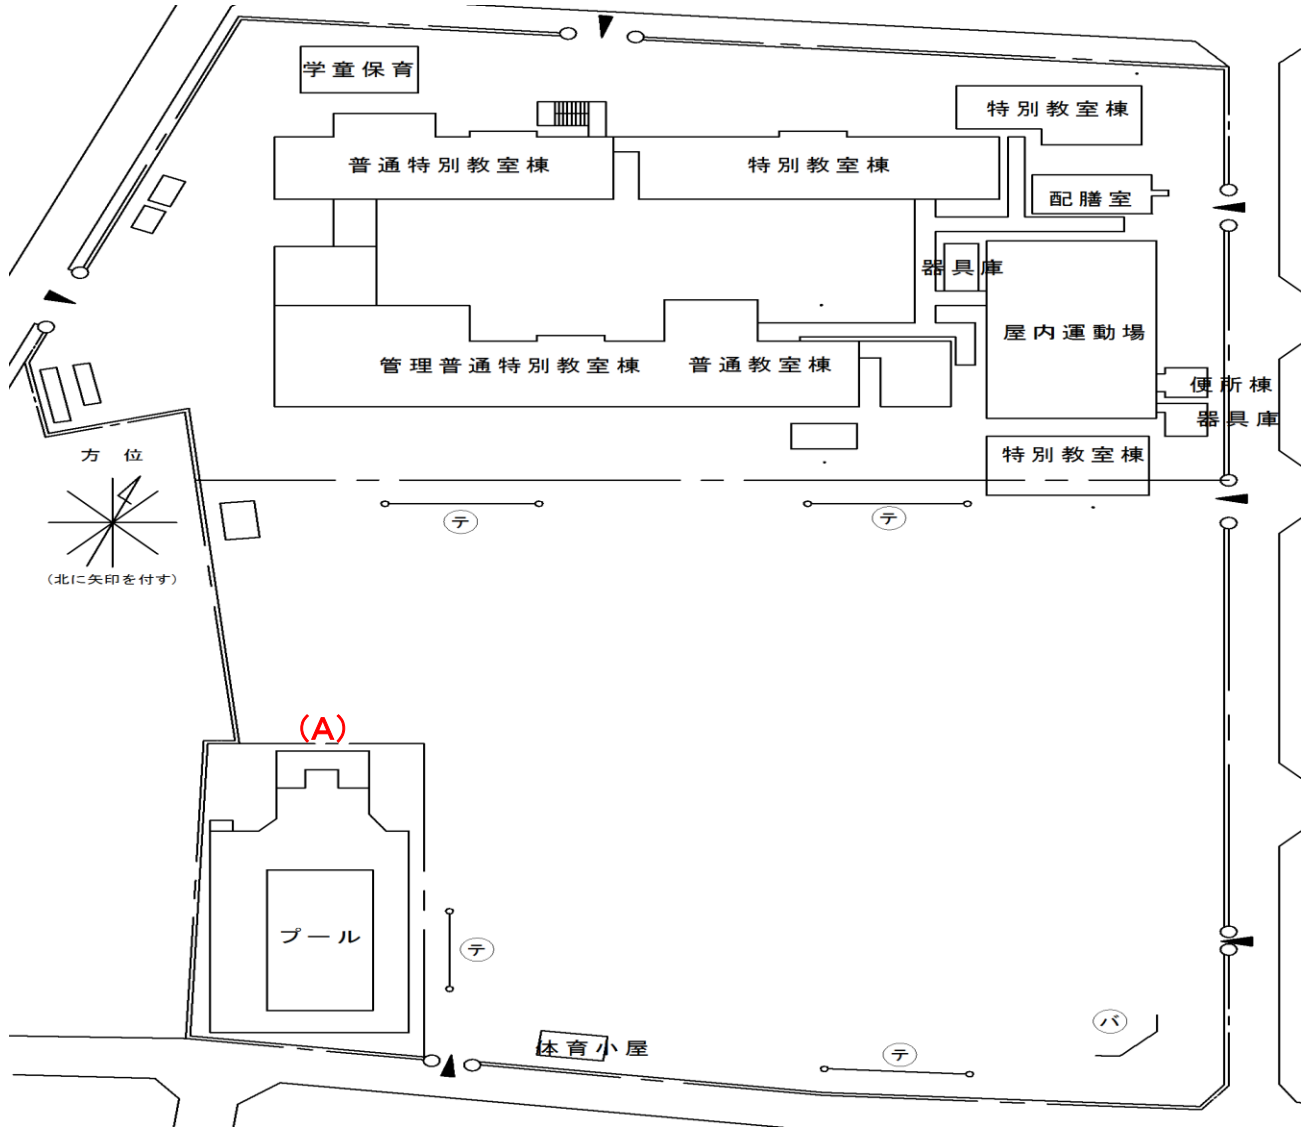 学童保育
特別教室棟
普通特別教室棟
特別教室棟
配膳室
器具庫
屋内運動場
管理普通特別教室棟
普通教室棟
便所棟
器具庫
特別教室棟
方位
(北に矢印を付す)
テ
テ
(A)
プール
テ
バ
体育小屋
テ